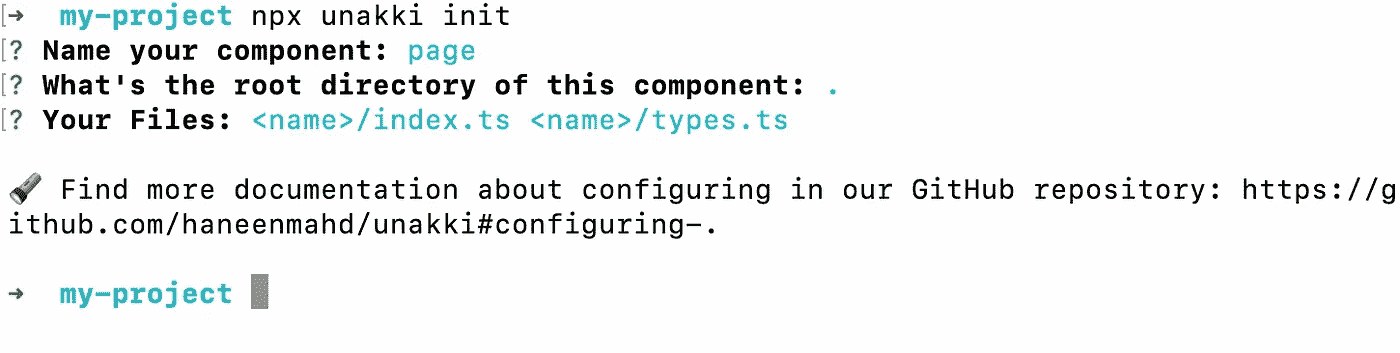 [→  my-project npx unakki init
[? Name your component: page
[? What's the root directory of this component: .
[? Your Files: <name>/index.ts <name>/types.ts
🔦 Find more documentation about configuring in our GitHub repository: https://g
ithub.com/haneenmahd/unakki#configuring-.
→  my-project